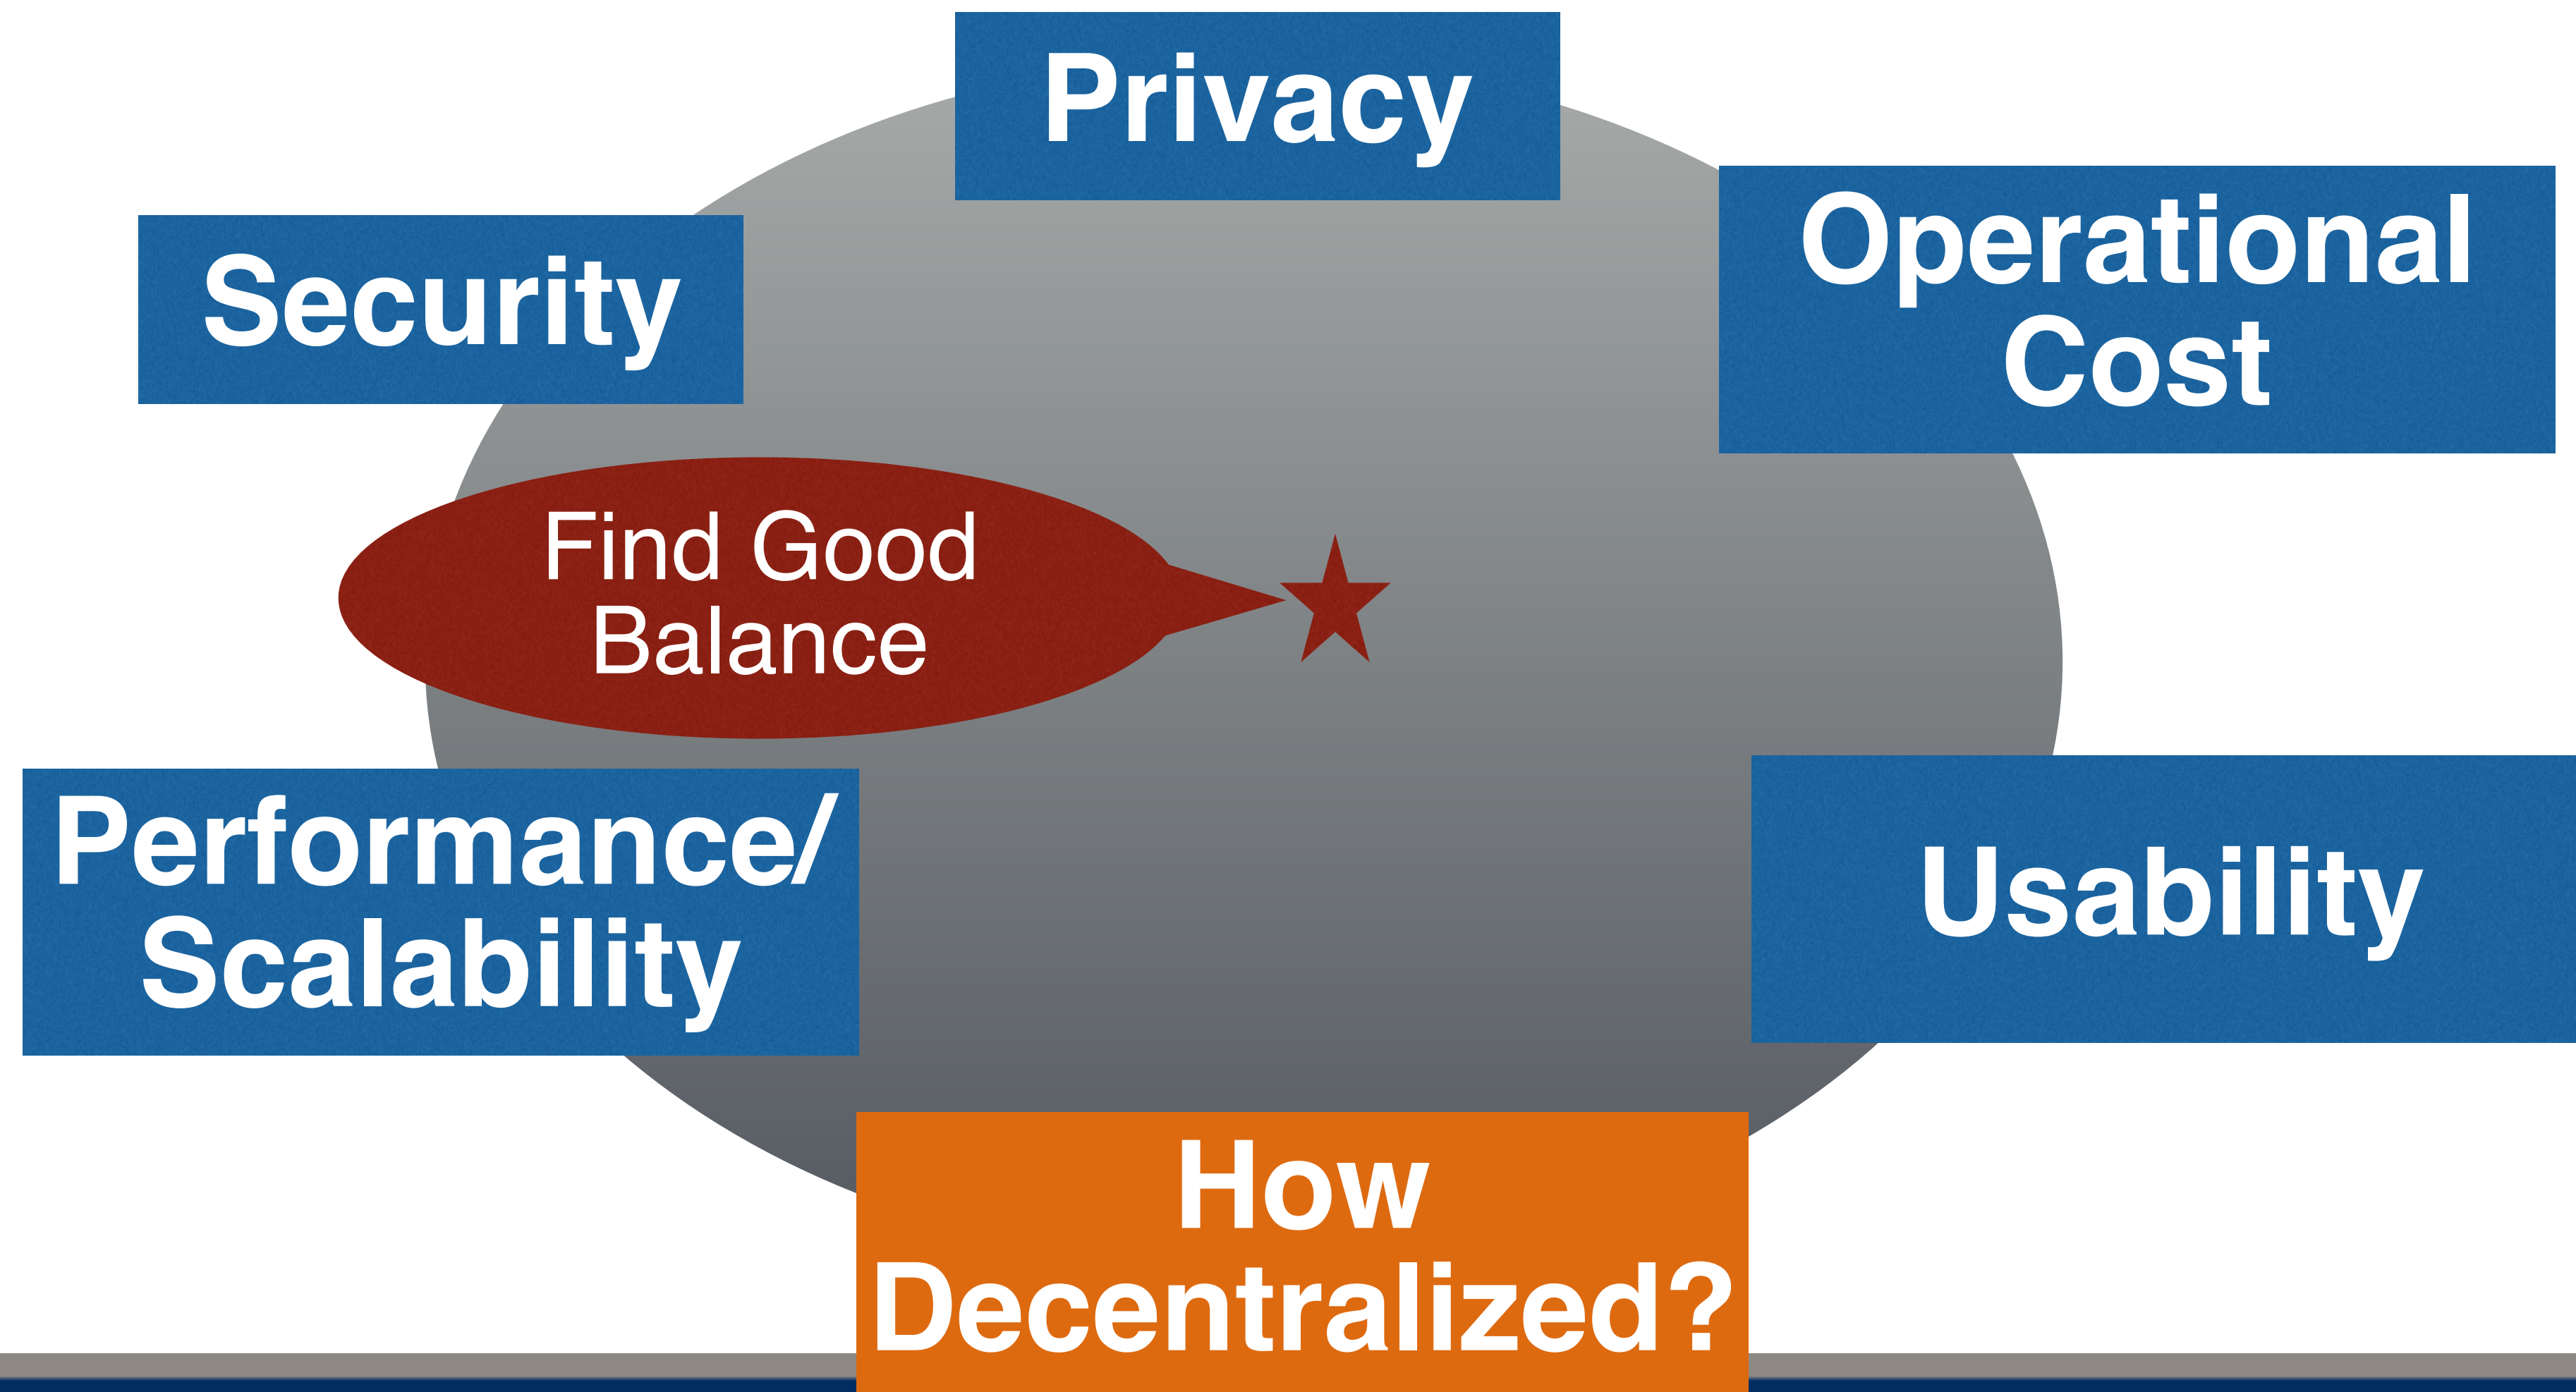 Privacy
Operational
Cost
Security
Find Good
Balance
Performance/
Scalability
Usability
How
Decentralized?